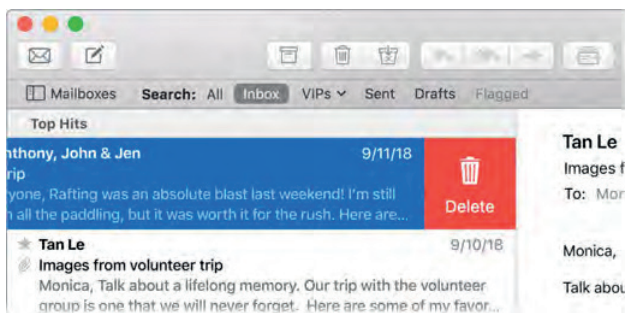 Mailboxes Search: All Inbox VIPs Sent Drafts Flagged
Top Hits
nthony, John & Jen 9/11/18
rip
yone, Rafting was an absolute blast last weekend! I'm still
n all the paddling, but it was worth it for the rush. Here are...
Delete
Tan Le 9/10/18
Images from volunteer trip
Monica, Talk about a lifelong memory. Our trip with the volunteer
group is one that we will never forget. Here are some of my favor...
Tan Le
Images f
To: Mor
Monica,
Talk abou